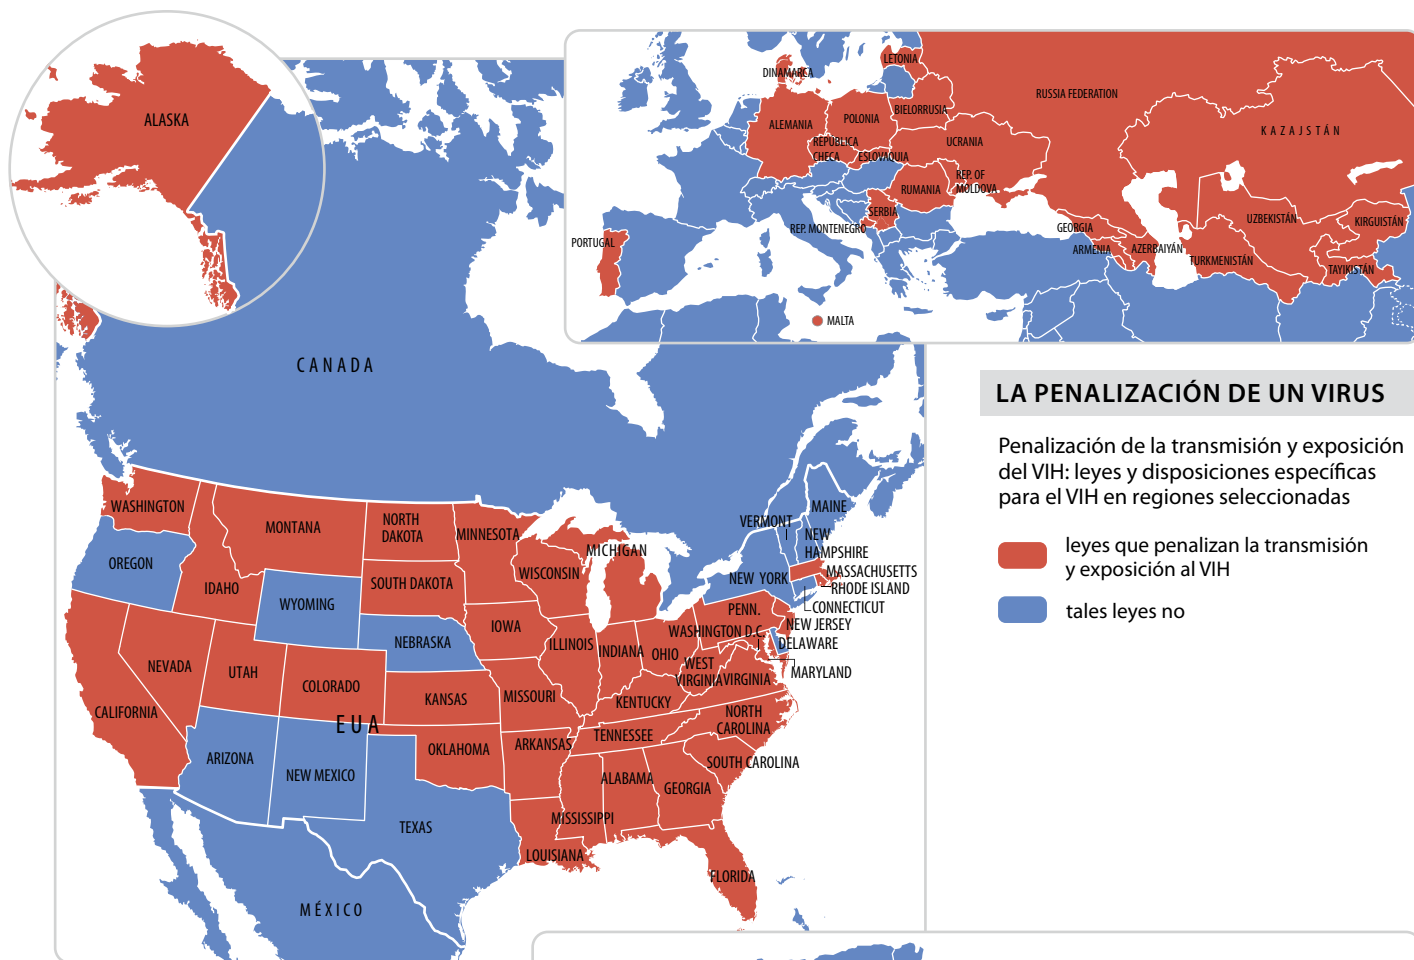 ALASKA
CANADA
WASHINGTON
OREGON
IDAHO
MONTANA
NORTH
DAKOTA
MINNESOTA
SOUTH DAKOTA
WISCONSIN
MICHIGAN
WYOMING
NEBRASKA
IOWA
ILLINOIS
INDIANA
OHIO
NEVADA
UTAH
COLORADO
KANSAS
MISSOURI
KENTUCKY
WEST
VIRGINIA
VIRGINIA
CALIFORNIA
EUA
ARIZONA
NEW MEXICO
OKLAHOMA
ARKANSAS
TENNESSEE
NORTH
CAROLINA
SOUTH CAROLINA
TEXAS
LOUISIANA
MISSISSIPPI
ALABAMA
GEORGIA
FLORIDA
MÉXICO
MAINE
VERMONT
NEW
HAMPSHIRE
NEW YORK
MASSACHUSETTS
RHODE ISLAND
CONNECTICUT
PENN.
NEW JERSEY
WASHINGTON D.C.
DELAWARE
MARYLAND
DINAMARCA
LETONIA
RUSSIA FEDERATION
ALEMANIA
POLONIA
BIELORRUSIA
KAZAJSTÁN
REPÚBLICA
CHECA
ESLOVAQUIA
UCRANIA
RUMANIA
REP. OF
MOLDOVA
SERBIA
REP. MONTENEGRO
PORTUGAL
GEORGIA
ARMENIA
AZERBAIYÁN
TURKMENISTÁN
UZBEKISTÁN
KIRGUISTÁN
TAYIKISTÁN
MALTA
LA PENALIZACIÓN DE UN VIRUS
Penalización de la transmisión y exposición
del VIH: leyes y disposiciones específicas
para el VIH en regiones seleccionadas
leyes que penalizan la transmisión
y exposición al VIH
tales leyes no